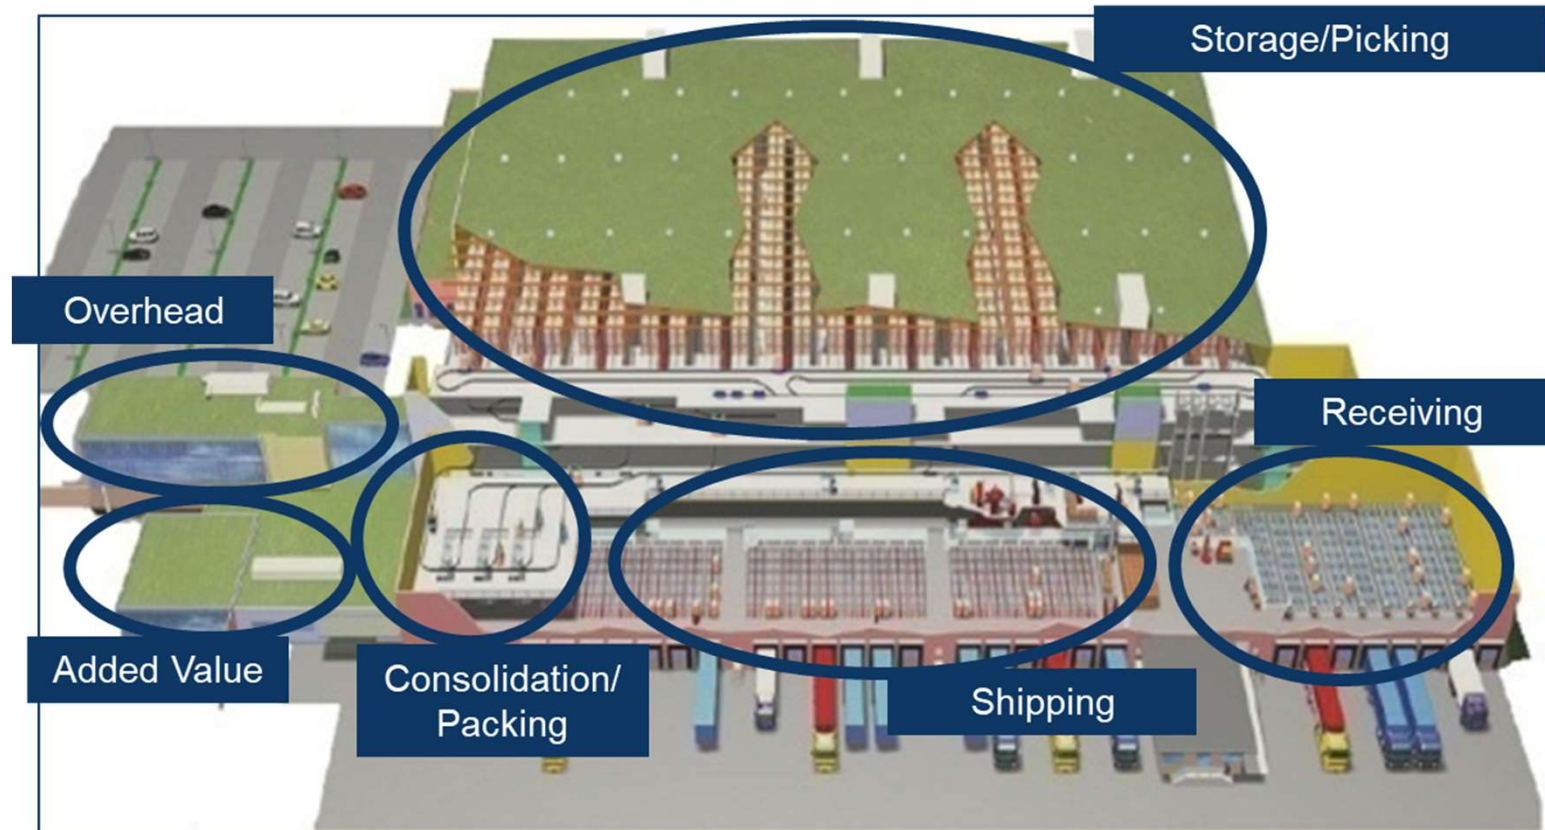 Storage/Picking
Overhead
Receiving
Added Value
Consolidation/
Packing
Shipping